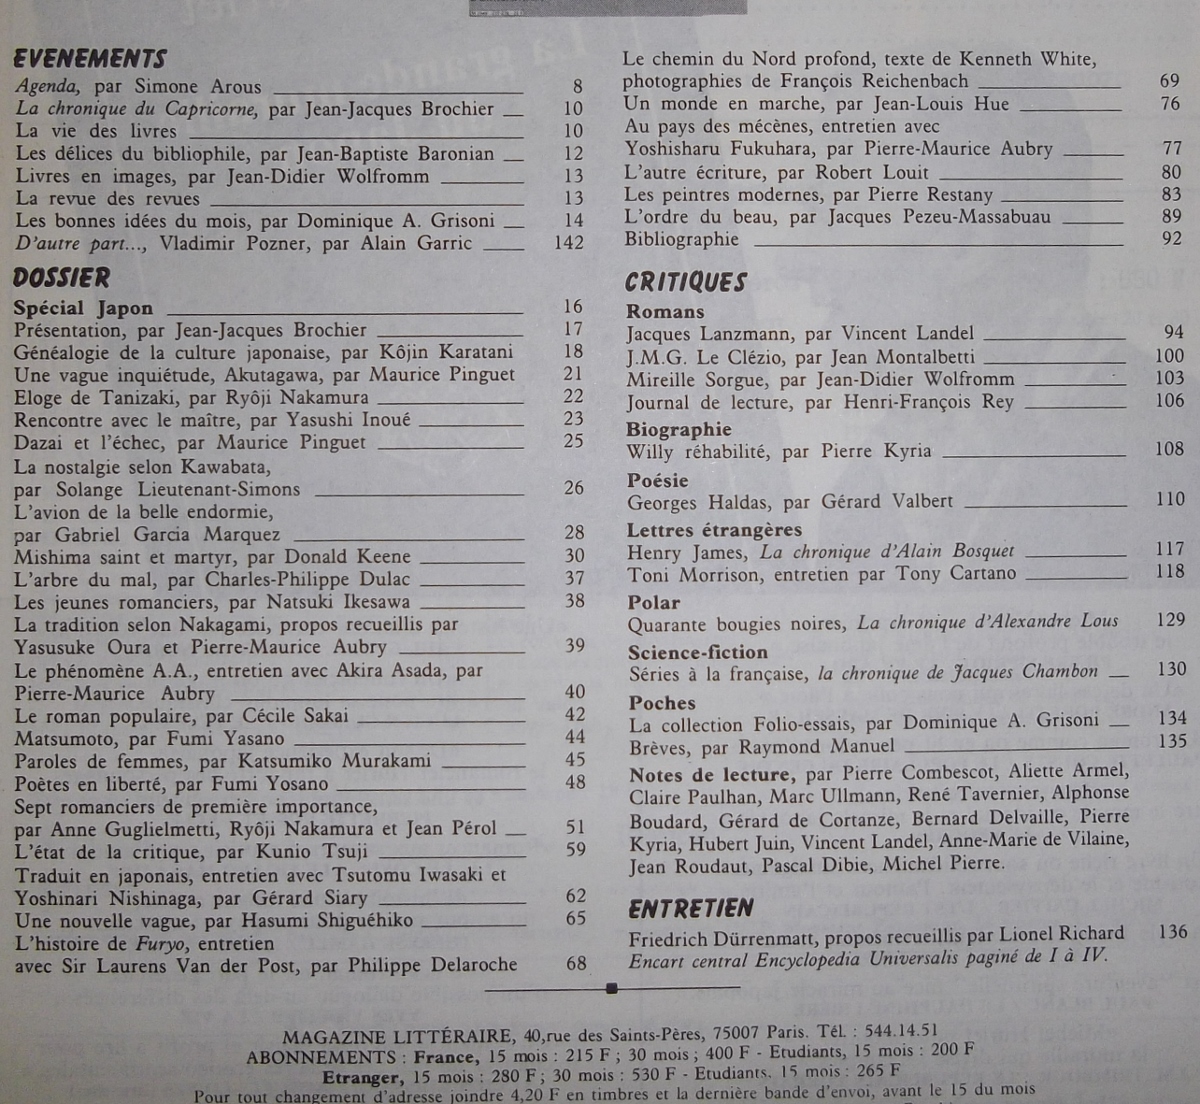 EVENEMENTS
Agenda, par Simone Arous 8
La chronique du Capricorne, par Jean-Jacques Brochier 10
La vie des livres 10
Les délices du bibliophile, par Jean-Baptiste Baronian 12
Livres en images, par Jean-Didier Wolfromm 13
La revue des revues 13
Les bonnes idées du mois, par Dominique A. Grisoni 14
D'autre part..., Vladimir Pozner, par Alain Garric 142
DOSSIER
Spécial Japon 16
Présentation, par Jean-Jacques Brochier 17
Généalogie de la culture japonaise, par Kôjin Karatani 18
Une vague inquiétude, Akutagawa, par Maurice Pinguet 21
Eloge de Tanizaki, par Ryôji Nakamura 22
Rencontre avec le maître, par Yasushi Inoué 23
Dazai et l'échec, par Maurice Pinguet 25
La nostalgie selon Kawabata,
par Solange Lieutenant-Simons 26
L'avion de la belle endormie,
par Gabriel Garcia Marquez 28
Mishima saint et martyr, par Donald Keene 30
L'arbre du mal, par Charles-Philippe Dulac 37
Les jeunes romanciers, par Natsuki Ikesawa 38
La tradition selon Nakagami, propos recueillis par
Yasusuke Oura et Pierre-Maurice Aubry 39
Le phénomène A.A., entretien avec Akira Asada, par
Pierre-Maurice Aubry 40
Le roman populaire, par Cécile Sakai 42
Matsumoto, par Fumi Yasano 44
Paroles de femmes, par Katsumiko Murakami 45
Poètes en liberté, par Fumi Yosano 48
Sept romanciers de première importance,
par Anne Guglielmetti, Ryôji Nakamura et Jean Pérol 51
L'état de la critique, par Kunio Tsuji 59
Traduit en japonais, entretien avec Tsutomu Iwasaki et
Yoshinari Nishinaga, par Gérard Siary 62
Une nouvelle vague, par Hasumi Shiguéhiko 65
L'histoire de Furyo, entretien
avec Sir Laurens Van der Post, par Philippe Delaroche 68
Le chemin du Nord profond, texte de Kenneth White,
photographies de François Reichenbach 69
Un monde en marche, par Jean-Louis Hue 76
Au pays des mécènes, entretien avec
Yoshisharu Fukuhara, par Pierre-Maurice Aubry 77
L'autre écriture, par Robert Louit 80
Les peintres modernes, par Pierre Restany 83
L'ordre du beau, par Jacques Pezeu-Massabuau 89
Bibliographie 92
CRITIQUES
Romans
Jacques Lanzmann, par Vincent Landel 94
J.M.G. Le Clézio, par Jean Montalbetti 100
Mireille Sorgue, par Jean-Didier Wolfromm 103
Journal de lecture, par Henri-François Rey 106
Biographie
Willy réhabilité, par Pierre Kyria 108
Poésie
Georges Haldas, par Gérard Valbert 110
Lettres étrangères
Henry James, La chronique d'Alain Bosquet 117
Toni Morrison, entretien par Tony Cartano 118
Polar
Quarante bougies noires, La chronique d'Alexandre Lous 129
Science-fiction
Séries à la française, la chronique de Jacques Chambon 130
Poches
La collection Folio-essais, par Dominique A. Grisoni 134
Brèves, par Raymond Manuel 135
Notes de lecture, par Pierre Combescot, Aliette Armel,
Claire Paulhan, Marc Ullmann, René Tavernier, Alphonse
Boudard, Gérard de Cortanze, Bernard Delvaille, Pierre
Kyria, Hubert Juin, Vincent Landel, Anne-Marie de Vilaine,
Jean Roudaut, Pascal Dibie, Michel Pierre.
ENTRETIEN
Friedrich Dürrenmatt, propos recueillis par Lionel Richard 136
Encart central Encyclopedia Universalis paginé de I à IV.
MAGAZINE LITTÉRAIRE, 40,rue des Saints-Pères, 75007 Paris. Tél. : 544.14.51
ABONNEMENTS : France, 15 mois : 215 F ; 30 mois ; 400 F - Etudiants, 15 mois : 200 F
Etranger, 15 mois : 280 F ; 30 mois : 530 F - Etudiants. 15 mois : 265 F
Pour tout changement d'adresse joindre 4,20 F en timbres et la dernière bande d'envoi, avant le 15 du mois